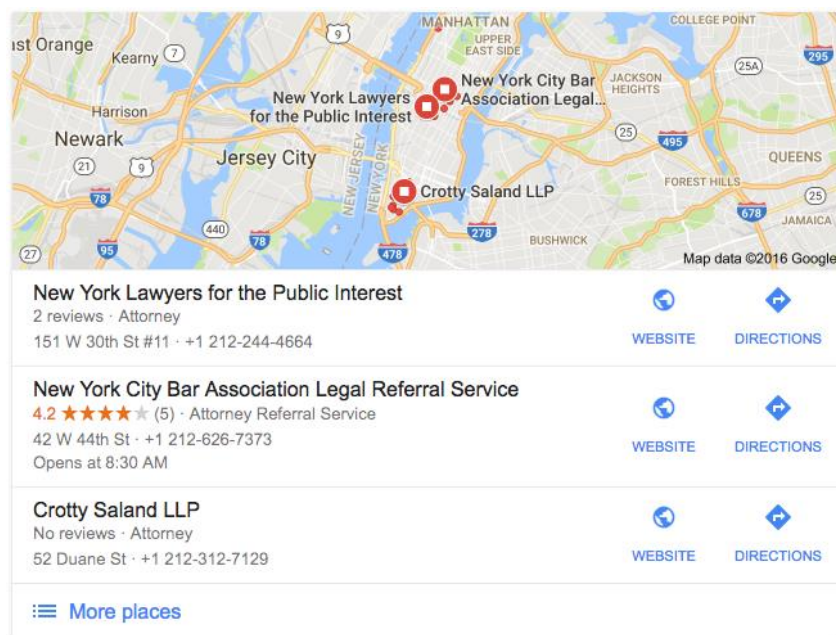 MANHATTAN
COLLEGE POINT
East Orange
9
UPPER
EAST SIDE
295
Kearny 7
25A
New York City Bar
Association Legal...
JACKSON
HEIGHTS
New York Lawyers
for the Public Interest
Harrison
Newark
25
495
21
9
Jersey City
QUEENS
NEW JERSEY
NEW YORK
FOREST HILLS
78
Crotty Saland LLP
25
678
JAMAICA
440
78
278
27
95
478
BUSHWICK
Map data ©2016 Google
New York Lawyers for the Public Interest
2 reviews · Attorney
151 W 30th St #11 · +1 212-244-4664
WEBSITE
DIRECTIONS
New York City Bar Association Legal Referral Service
4.2 ★★★★★ (5) · Attorney Referral Service
42 W 44th St · +1 212-626-7373
Opens at 8:30 AM
WEBSITE
DIRECTIONS
Crotty Saland LLP
No reviews · Attorney
52 Duane St · +1 212-312-7129
WEBSITE
DIRECTIONS
More places